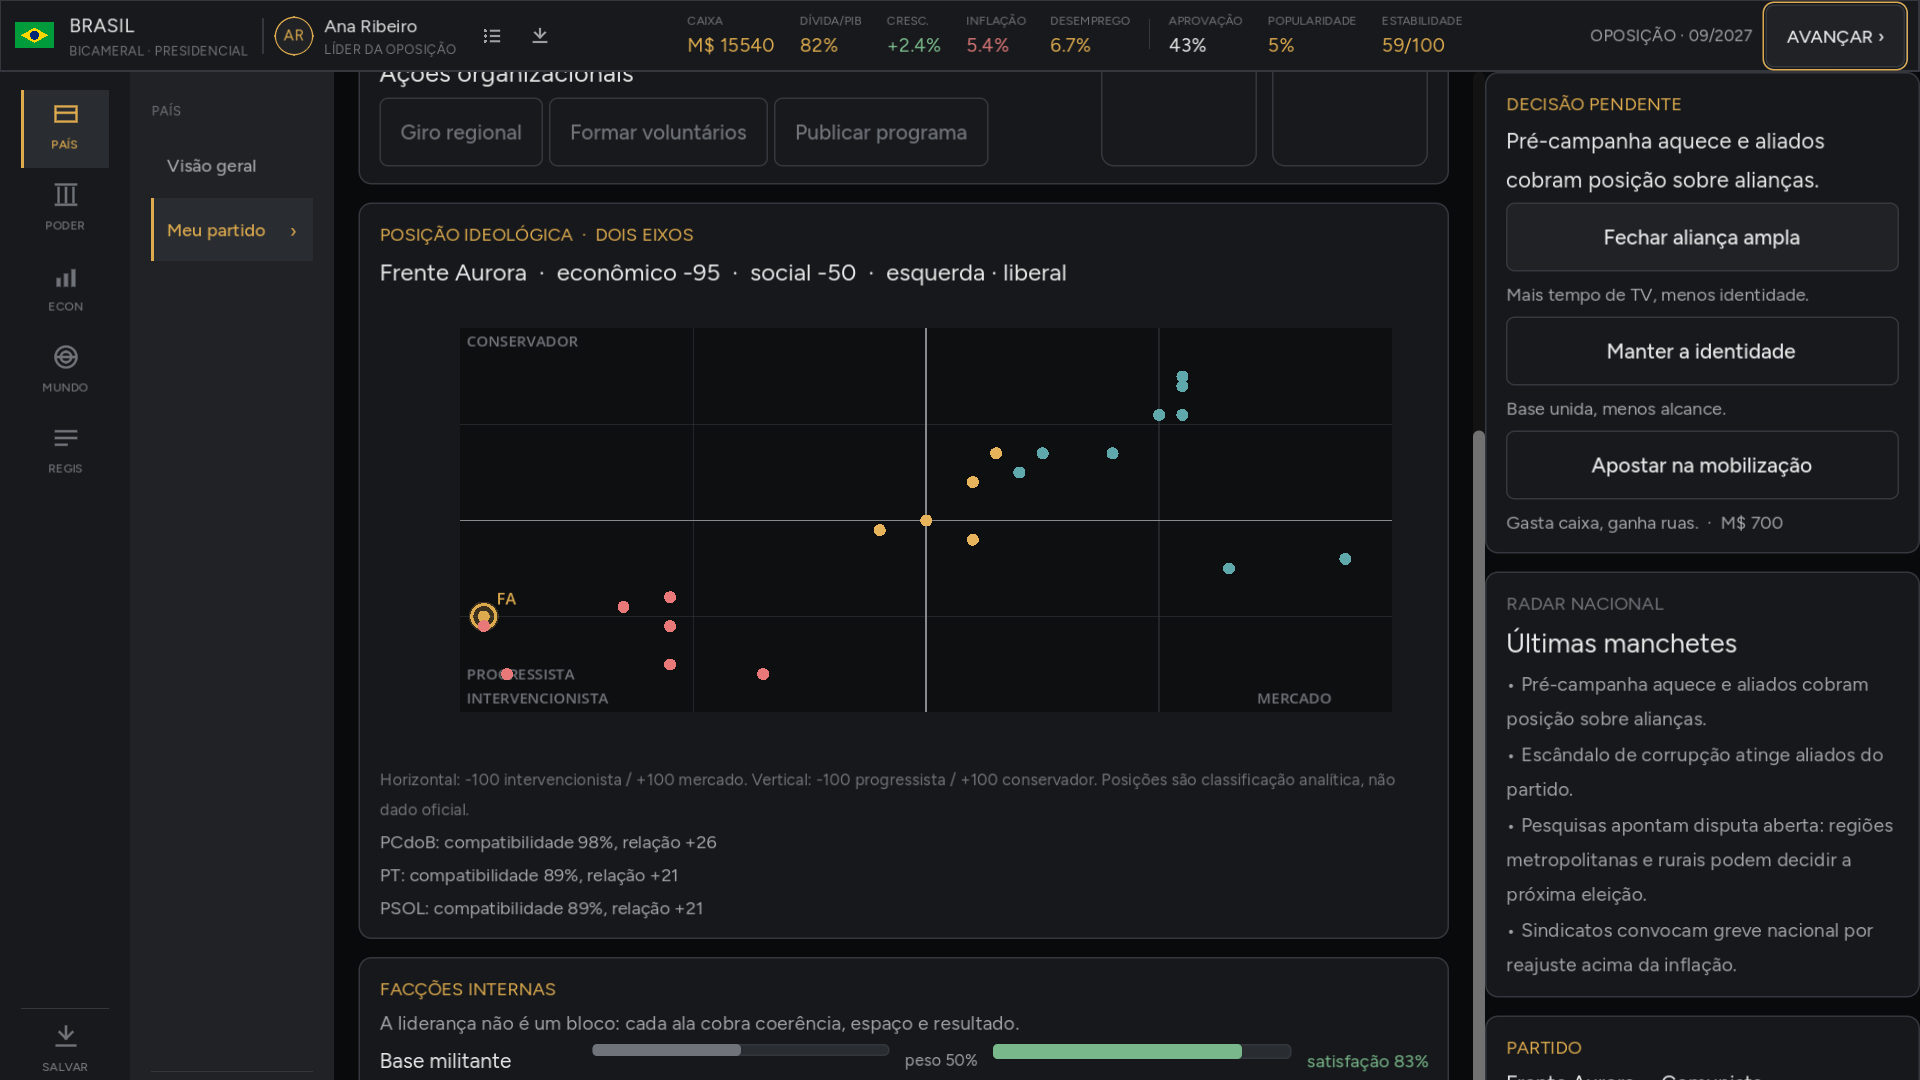 BRASIL
BICAMERAL · PRESIDENCIAL
AR
Ana Ribeiro
LÍDER DA OPOSIÇÃO
CAIXA
M$ 15540
DÍVIDA/PIB
82%
CRESC.
+2.4%
INFLAÇÃO
5.4%
DESEMPREGO
6.7%
APROVAÇÃO
43%
POPULARIDADE
5%
ESTABILIDADE
59/100
OPOSIÇÃO · 09/2027
AVANÇAR ›
PAÍS
PODER
ECON
MUNDO
REGIS
SALVAR
PAÍS
Visão geral
Meu partido ›
Ações organizacionais
Giro regional
Formar voluntários
Publicar programa
POSIÇÃO IDEOLÓGICA · DOIS EIXOS
Frente Aurora · econômico -95 · social -50 · esquerda · liberal
CONSERVADOR
FA
PROGRESSISTA
INTERVENCIONISTA
MERCADO
Horizontal: -100 intervencionista / +100 mercado. Vertical: -100 progressista / +100 conservador. Posições são classificação analítica, não
dado oficial.
PCdoB: compatibilidade 98%, relação +26
PT: compatibilidade 89%, relação +21
PSOL: compatibilidade 89%, relação +21
FACÇÕES INTERNAS
A liderança não é um bloco: cada ala cobra coerência, espaço e resultado.
Base militante
peso 50%
satisfação 83%
DECISÃO PENDENTE
Pré-campanha aquece e aliados
cobram posição sobre alianças.
Fechar aliança ampla
Mais tempo de TV, menos identidade.
Manter a identidade
Base unida, menos alcance.
Apostar na mobilização
Gasta caixa, ganha ruas. · M$ 700
RADAR NACIONAL
Últimas manchetes
• Pré-campanha aquece e aliados cobram
posição sobre alianças.
• Escândalo de corrupção atinge aliados do
partido.
• Pesquisas apontam disputa aberta: regiões
metropolitanas e rurais podem decidir a
próxima eleição.
• Sindicatos convocam greve nacional por
reajuste acima da inflação.
PARTIDO